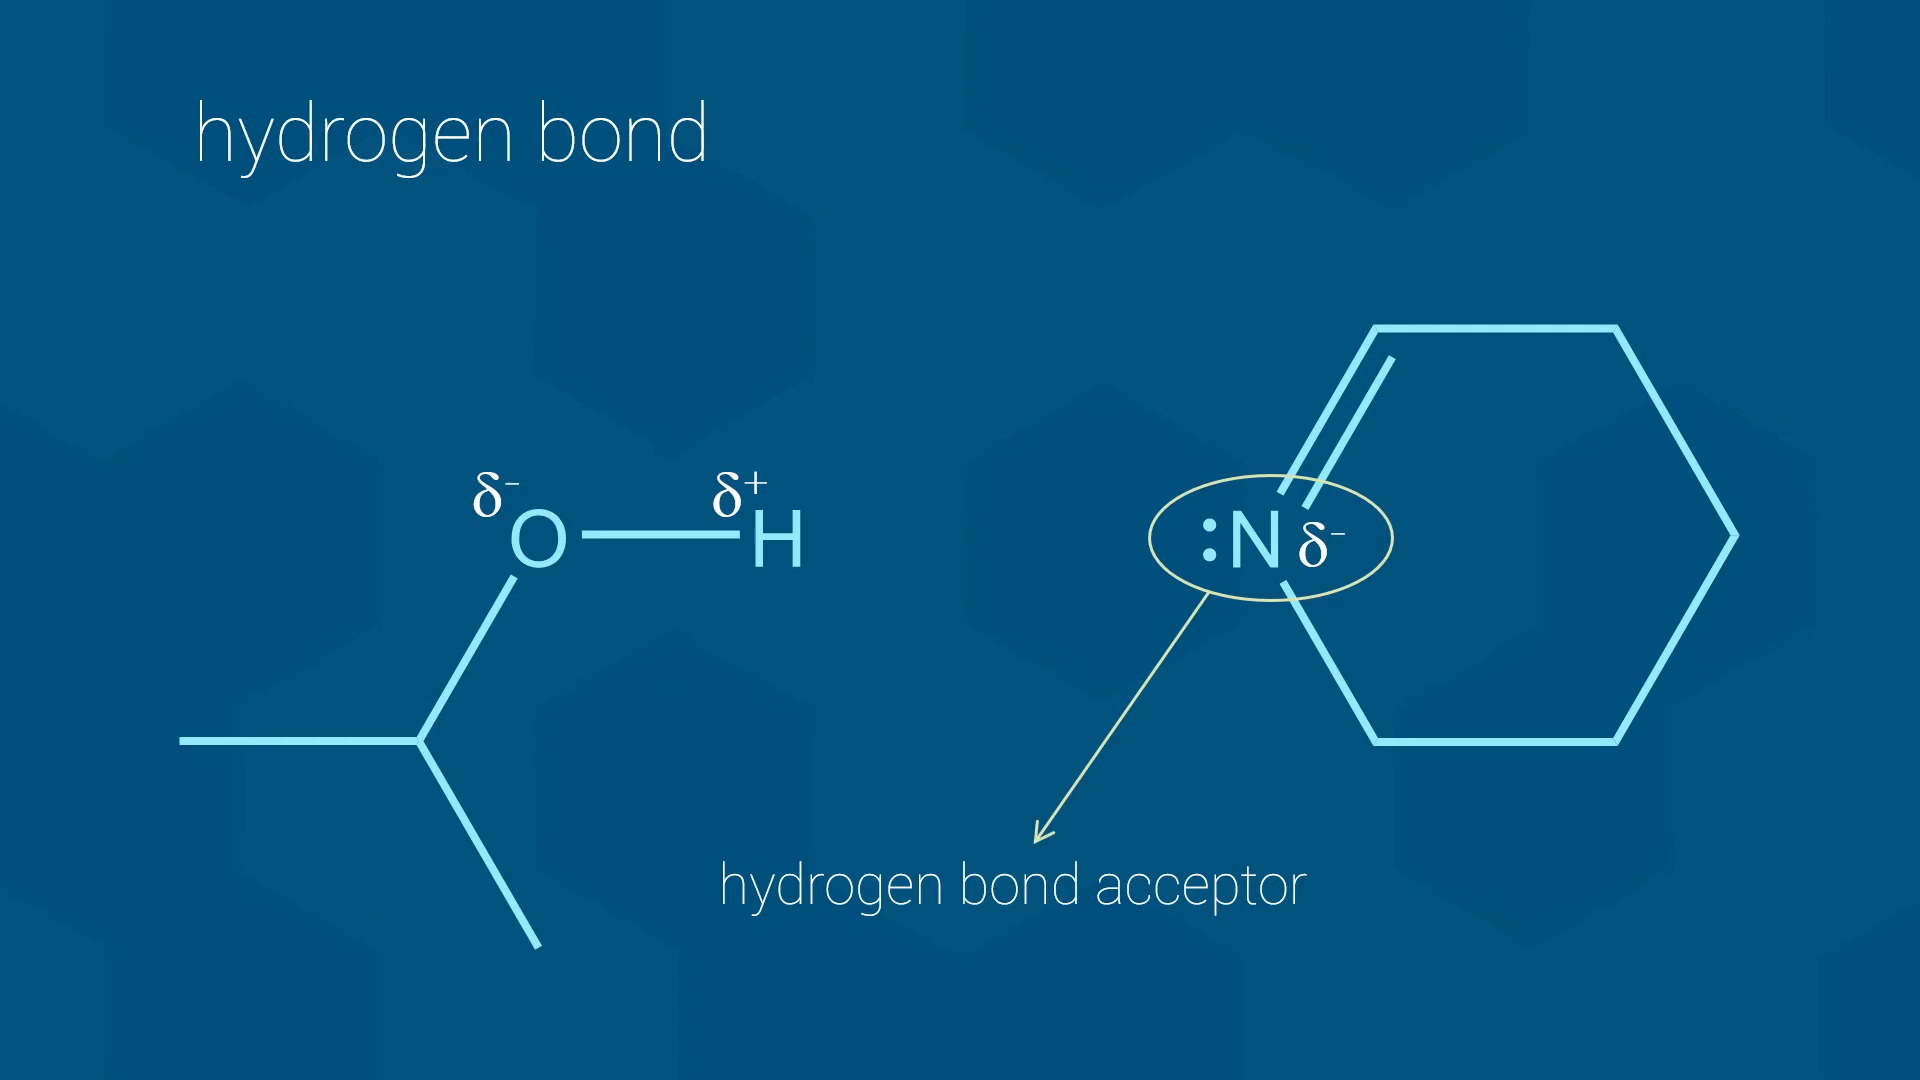 hydrogen bond
δ⁻ δ⁺
O H
:N δ⁻
hydrogen bond acceptor